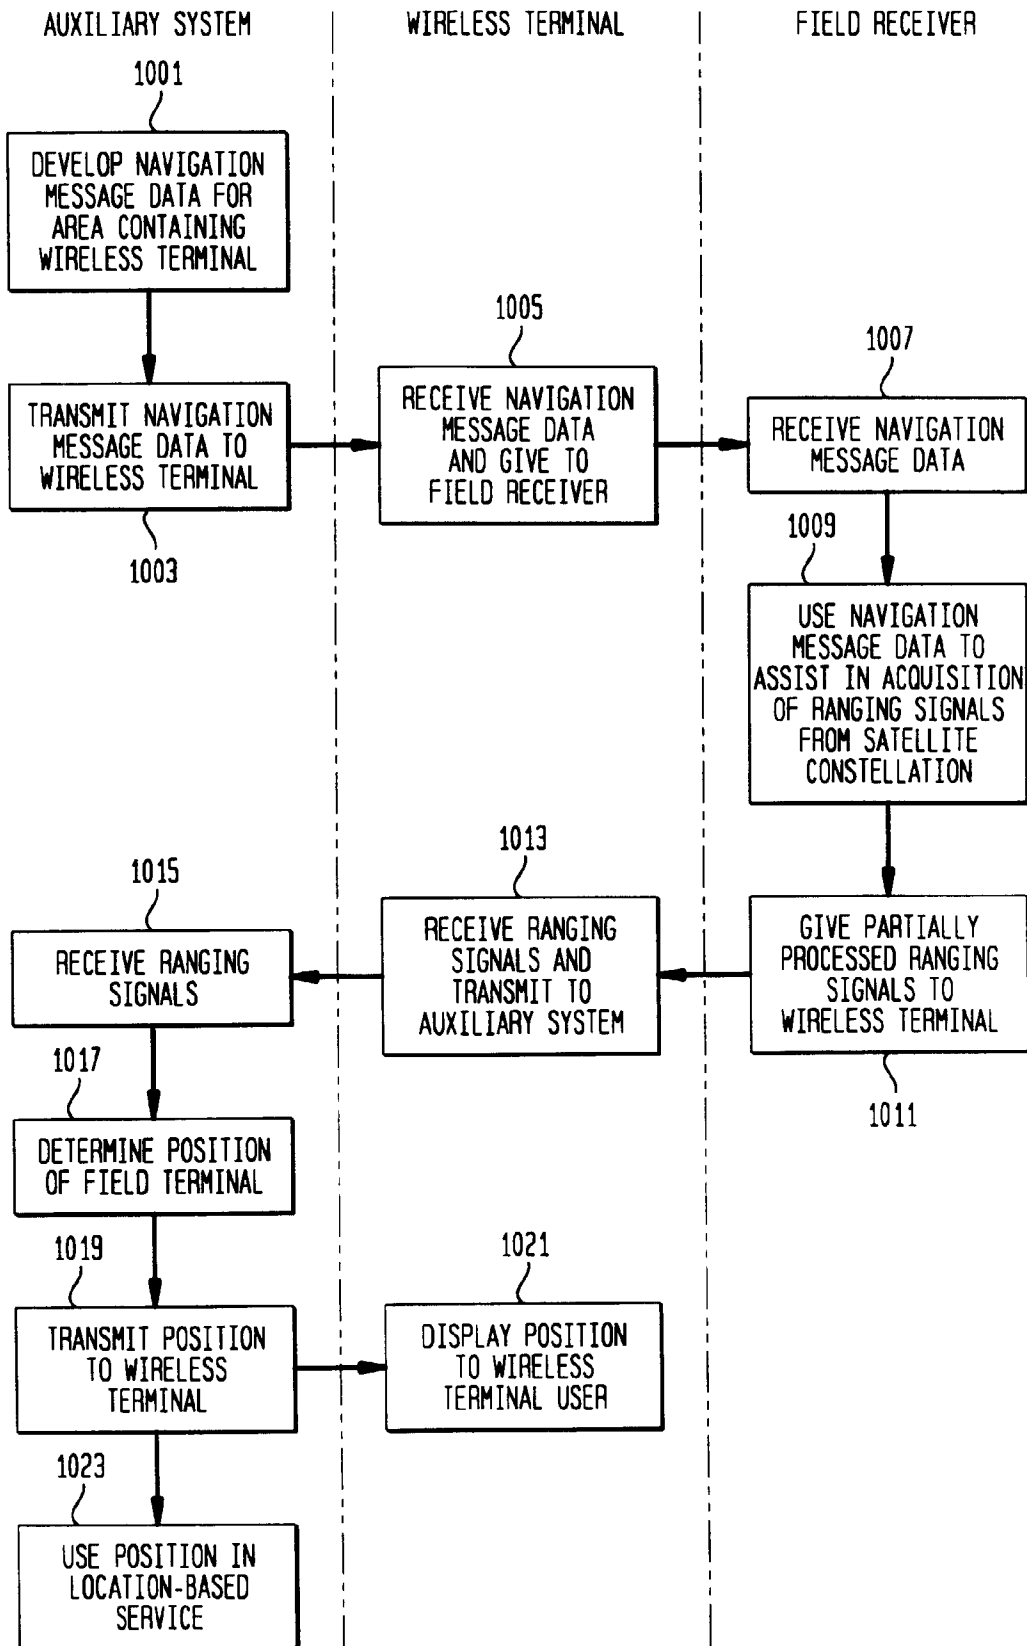 AUXILIARY SYSTEM
WIRELESS TERMINAL
FIELD RECEIVER
1001
DEVELOP NAVIGATION
MESSAGE DATA FOR
AREA CONTAINING
WIRELESS TERMINAL
TRANSMIT NAVIGATION
MESSAGE DATA TO
WIRELESS TERMINAL
1003
1005
RECEIVE NAVIGATION
MESSAGE DATA
AND GIVE TO
FIELD RECEIVER
1007
RECEIVE NAVIGATION
MESSAGE DATA
1009
USE NAVIGATION
MESSAGE DATA TO
ASSIST IN ACQUISITION
OF RANGING SIGNALS
FROM SATELLITE
CONSTELLATION
GIVE PARTIALLY
PROCESSED RANGING
SIGNALS TO
WIRELESS TERMINAL
1011
1013
RECEIVE RANGING
SIGNALS AND
TRANSMIT TO
AUXILIARY SYSTEM
1015
RECEIVE RANGING
SIGNALS
1017
DETERMINE POSITION
OF FIELD TERMINAL
1019
TRANSMIT POSITION
TO WIRELESS
TERMINAL
1021
DISPLAY POSITION
TO WIRELESS
TERMINAL USER
1023
USE POSITION IN
LOCATION-BASED
SERVICE